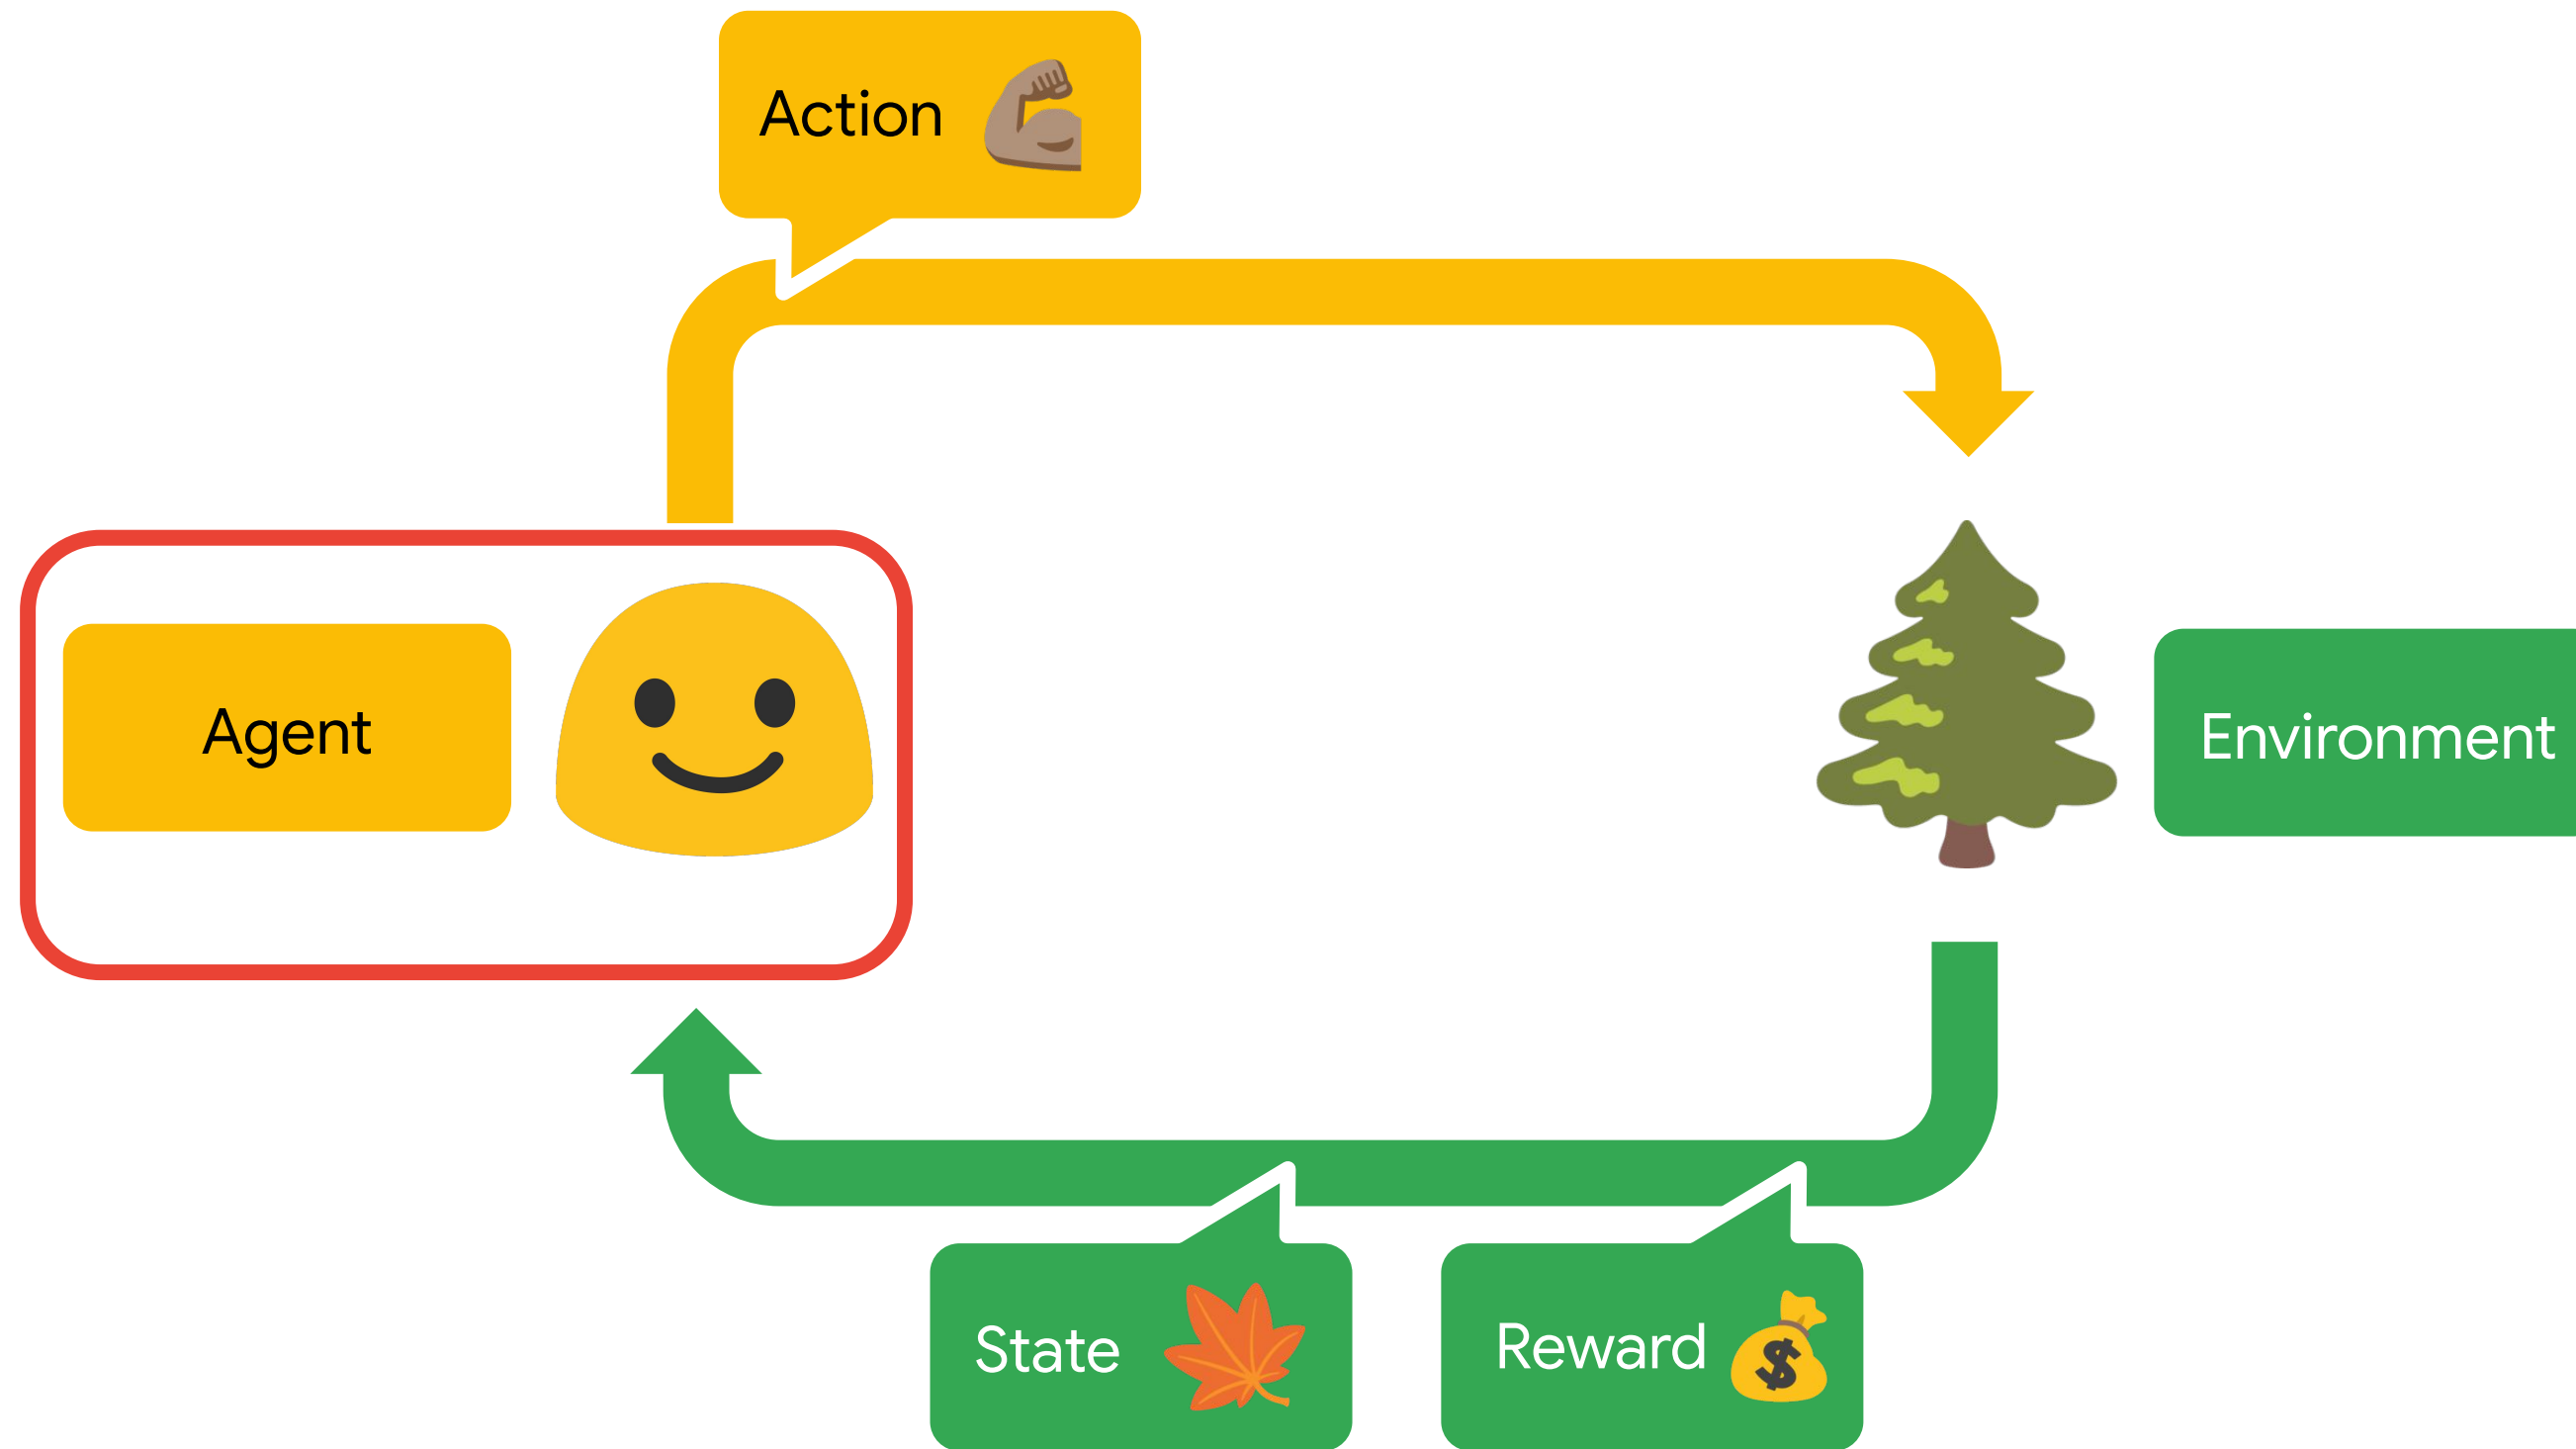 Action
Agent
Environment
State
Reward
$